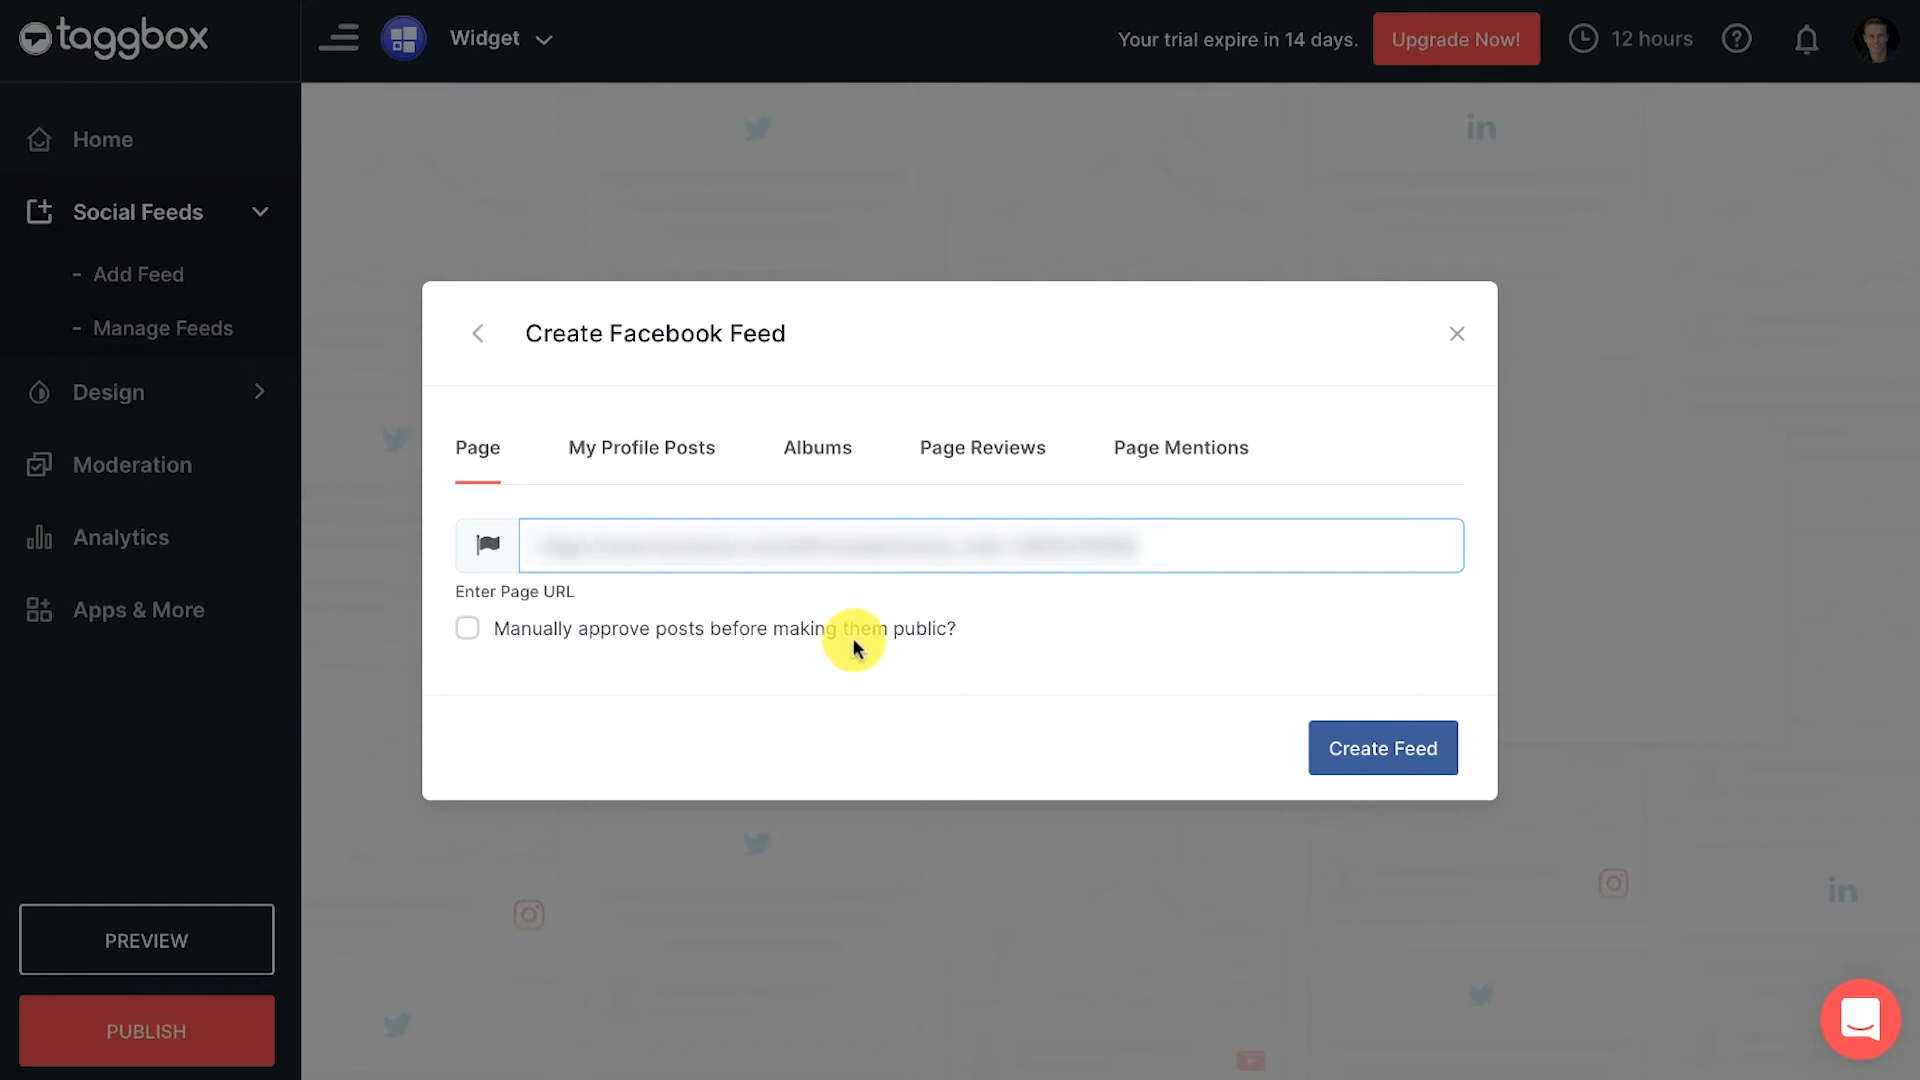 taggbox
Widget
Your trial expire in 14 days.
Upgrade Now!
12 hours
Home
Social Feeds
- Add Feed
- Manage Feeds
Design
Moderation
Analytics
Apps & More
PREVIEW
PUBLISH
Create Facebook Feed
Page
My Profile Posts
Albums
Page Reviews
Page Mentions
Enter Page URL
Manually approve posts before making them public?
Create Feed